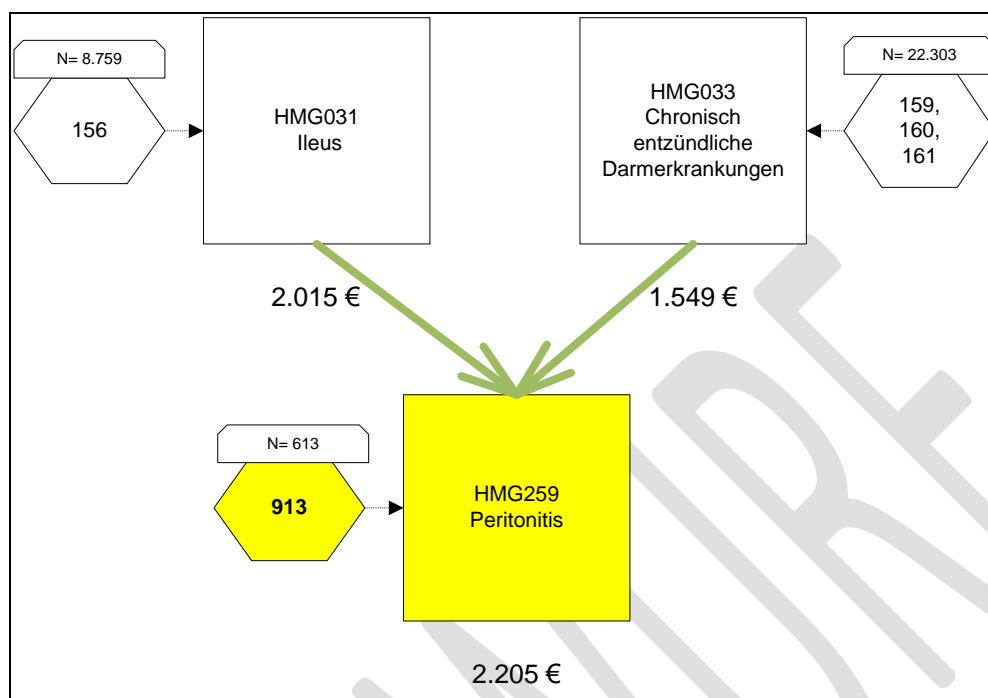 N= 8.759
156
HMG031
Ileus
HMG033
Chronisch
entzündliche
Darmerkrankungen
N= 22.303
159,
160,
161
2.015 €
1.549 €
N= 613
913
HMG259
Peritonitis
2.205 €